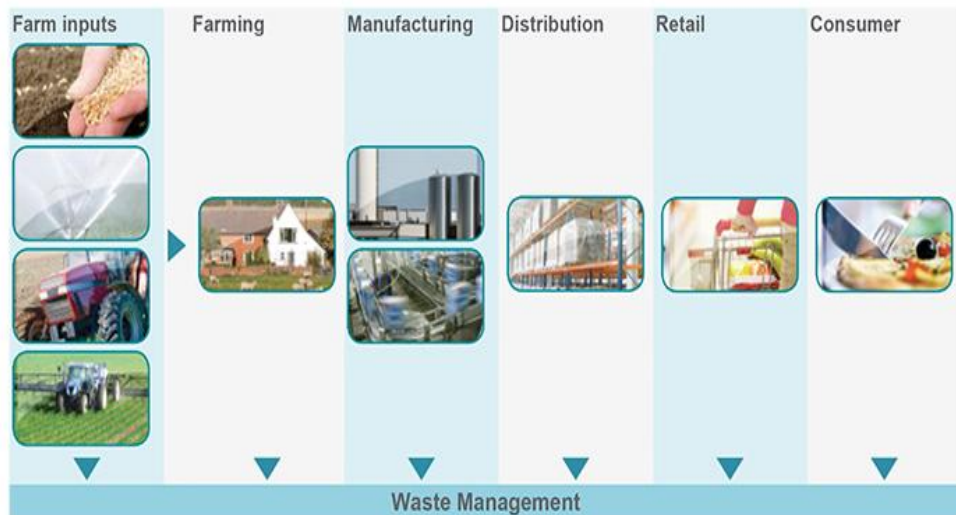 Farm inputs
Farming
Manufacturing
Distribution
Retail
Consumer
Waste Management